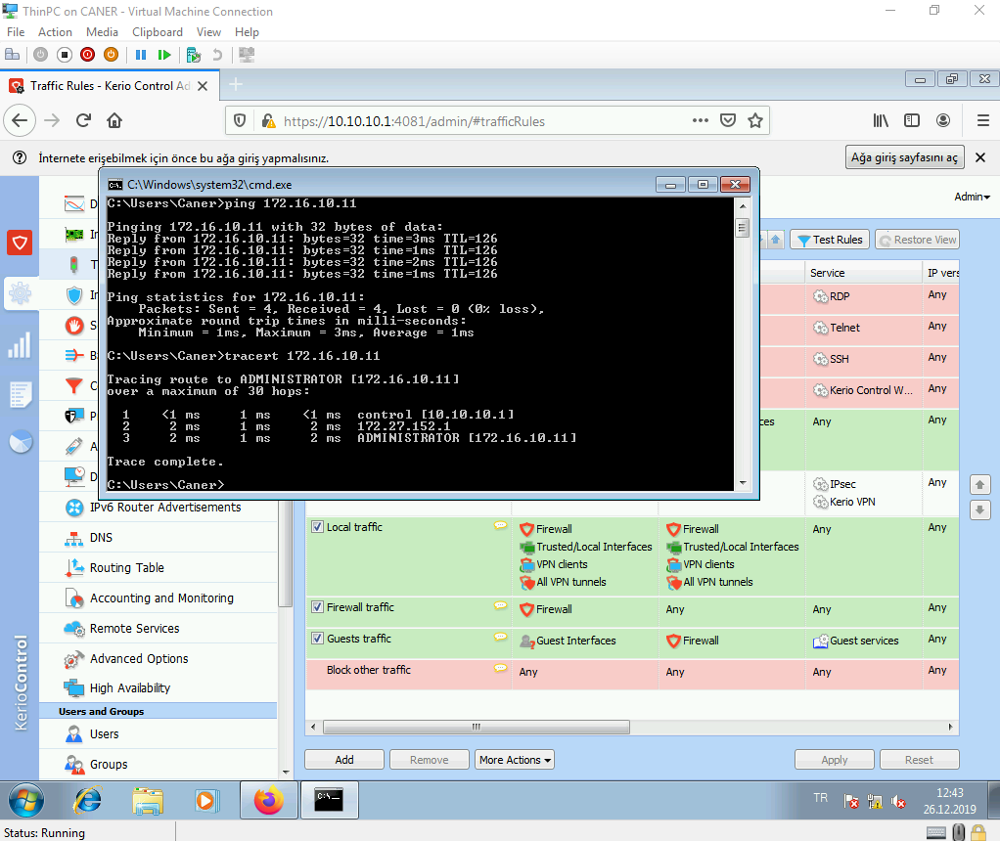 ThinPC on CANER - Virtual Machine Connection
File Action Media Clipboard View Help
Traffic Rules - Kerio Control Ad
https://10.10.10.1:4081/admin/#trafficRules
İnternete erişebilmek için önce bu ağa giriş yapmalısınız.
Ağa giriş sayfasını aç
Admin
C:\Windows\system32\cmd.exe
C:\Users\Caner>ping 172.16.10.11
Pinging 172.16.10.11 with 32 bytes of data:
Reply from 172.16.10.11: bytes=32 time=3ms TTL=126
Reply from 172.16.10.11: bytes=32 time=1ms TTL=126
Reply from 172.16.10.11: bytes=32 time=2ms TTL=126
Reply from 172.16.10.11: bytes=32 time=1ms TTL=126
Ping statistics for 172.16.10.11:
Packets: Sent = 4, Received = 4, Lost = 0 (0% loss),
Approximate round trip times in milli-seconds:
Minimum = 1ms, Maximum = 3ms, Average = 1ms
C:\Users\Caner>tracert 172.16.10.11
Tracing route to ADMINISTRATOR [172.16.10.11]
over a maximum of 30 hops:
1 <1 ms 1 ms <1 ms control [10.10.10.1]
2 2 ms 1 ms 2 ms 172.27.152.1
3 2 ms 1 ms 2 ms ADMINISTRATOR [172.16.10.11]
Trace complete.
C:\Users\Caner>
Test Rules Restore View
Service IP vers
RDP Any
Telnet Any
SSH Any
Kerio Control W... Any
ces Any Any
IPsec Any
Kerio VPN
IPv6 Router Advertisements
DNS
Routing Table
Accounting and Monitoring
Remote Services
Advanced Options
High Availability
Users and Groups
Users
Groups
KerioControl
Local traffic Firewall Firewall Any Any
Trusted/Local Interfaces Trusted/Local Interfaces
VPN clients VPN clients
All VPN tunnels All VPN tunnels
Firewall traffic Firewall Any Any Any
Guests traffic Guest Interfaces Firewall Guest services Any
Block other traffic Any Any Any Any
Add Remove More Actions Apply Reset
TR
12:43
26.12.2019
Status: Running